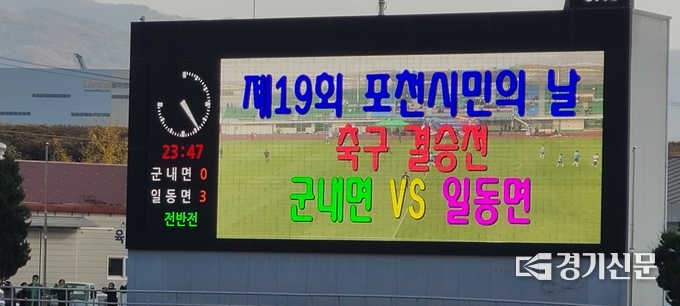 제19회 포천시민의 날
축구 결승전
군내면 VS 일동면
23:47
군내면 0
일동면 3
전반전
경기신문